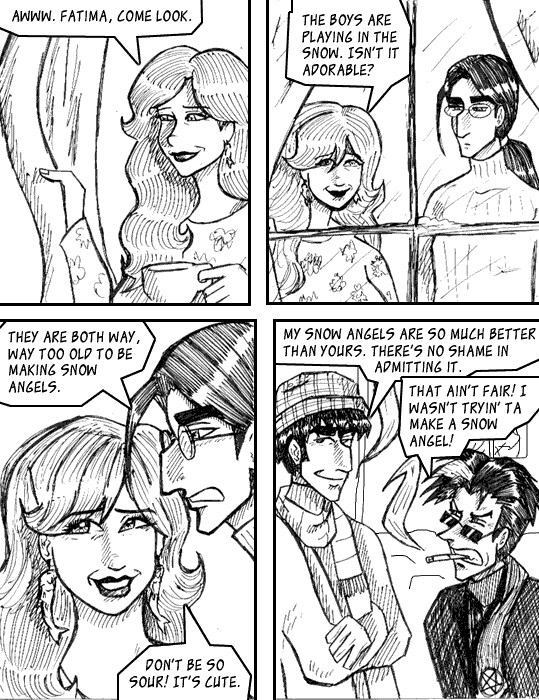 AWWW. FATIMA, COME LOOK.
THE BOYS ARE
PLAYING IN THE
SNOW. ISN'T IT
ADORABLE?
THEY ARE BOTH WAY,
WAY TOO OLD TO BE
MAKING SNOW
ANGELS.
DON'T BE SO
SOUR! IT'S CUTE.
MY SNOW ANGELS ARE SO MUCH BETTER
THAN YOURS. THERE'S NO SHAME IN
ADMITTING IT.
THAT AIN'T FAIR! I
WASN'T TRYIN' TA
MAKE A SNOW
ANGEL!